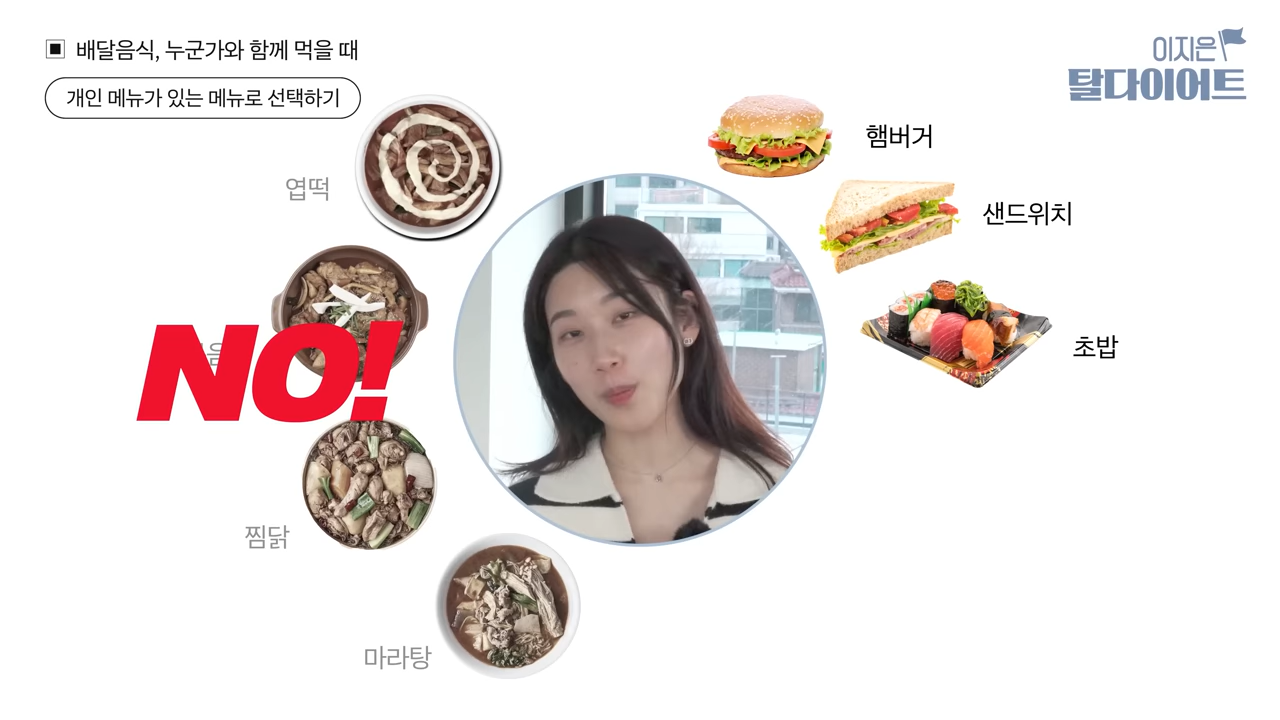 배달음식, 누군가와 함께 먹을 때
개인 메뉴가 있는 메뉴로 선택하기
이지은
탈다이어트
엽떡
NO!
찜닭
마라탕
햄버거
샌드위치
초밥